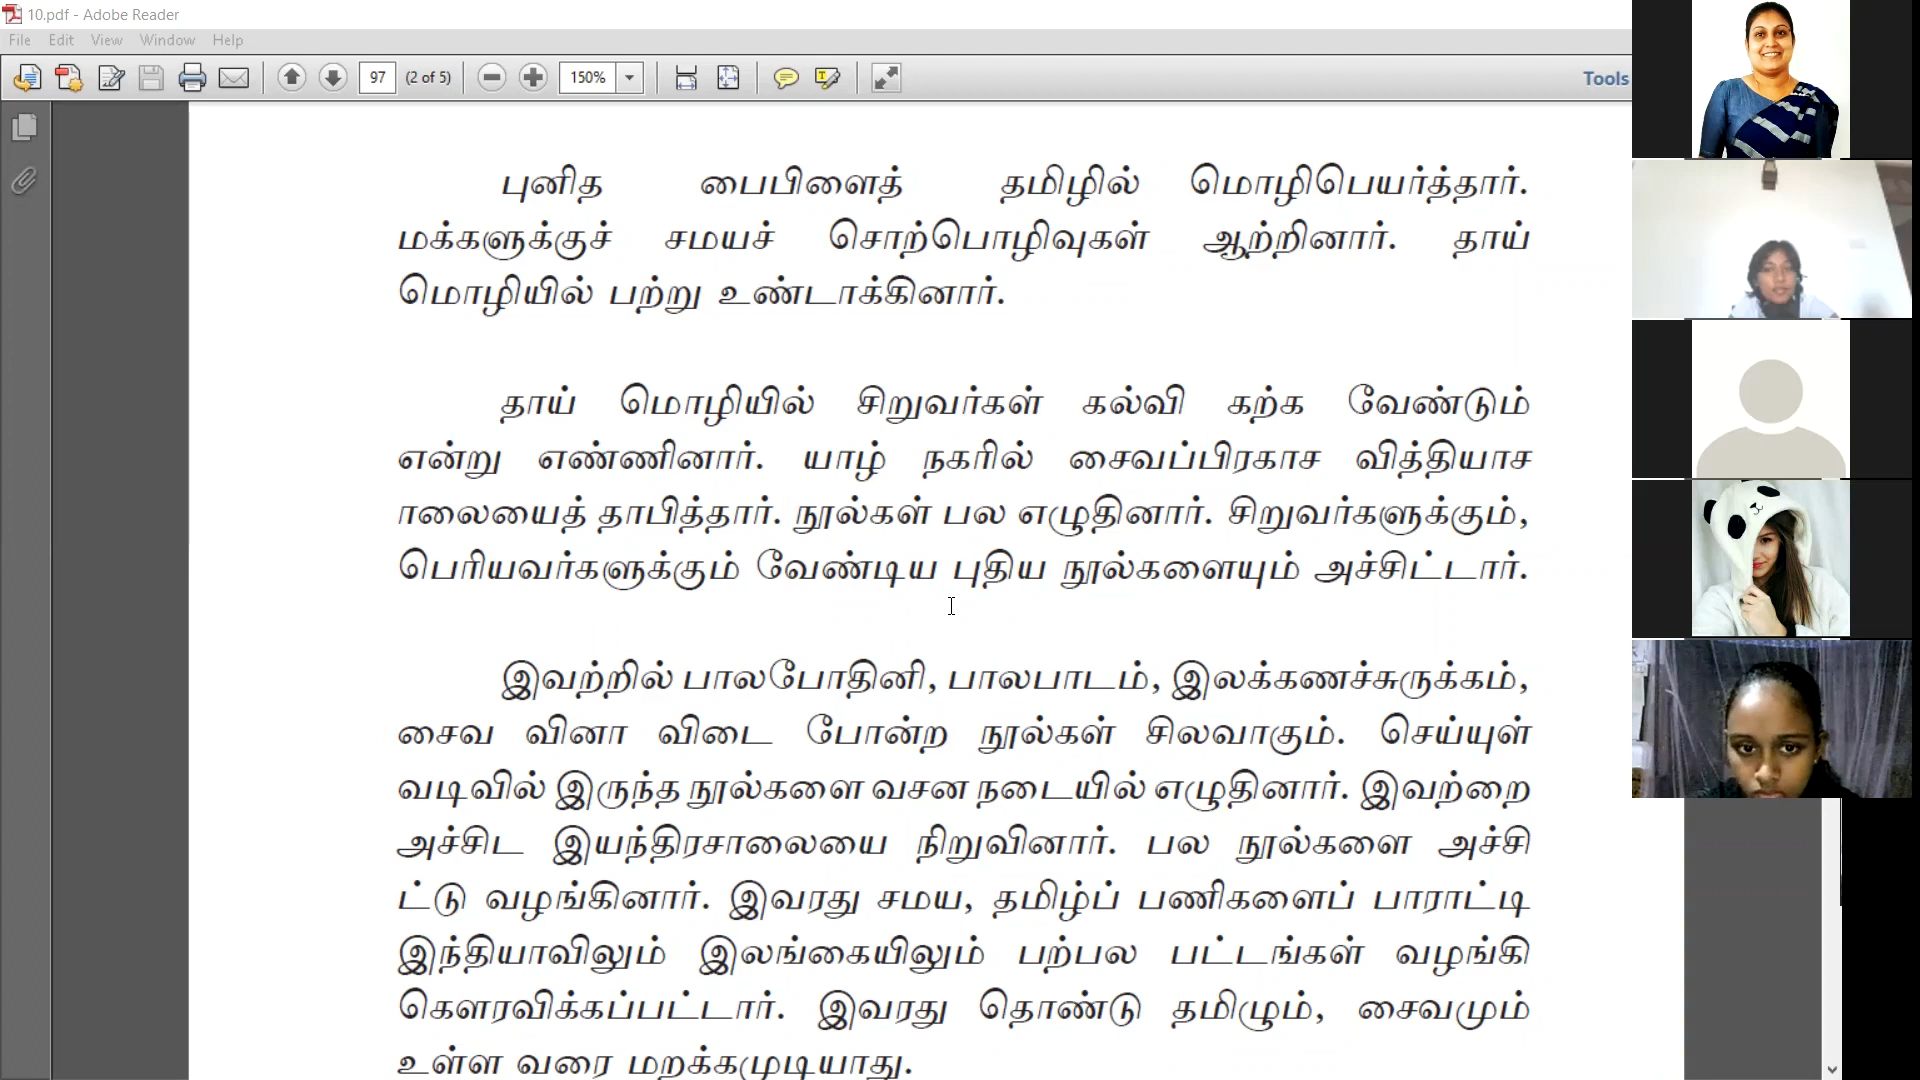 10.pdf - Adobe Reader
File Edit View Window Help
97 (2 of 5) 150% Tools
புனித பைபிளைத் தமிழில் மொழிபெயர்த்தார்.
மக்களுக்குச் சமயச் சொற்பொழிவுகள் ஆற்றினார். தாய்
மொழியில் பற்று உண்டாக்கினார்.
தாய் மொழியில் சிறுவர்கள் கல்வி கற்க வேண்டும்
என்று எண்ணினார். யாழ் நகரில் சைவப்பிரகாச வித்தியாச
ாலையைத் தாபித்தார். நூல்கள் பல எழுதினார். சிறுவர்களுக்கும்,
பெரியவர்களுக்கும் வேண்டிய புதிய நூல்களையும் அச்சிட்டார்.
இவற்றில் பாலபோதினி, பாலபாடம், இலக்கணச்சுருக்கம்,
சைவ வினா விடை போன்ற நூல்கள் சிலவாகும். செய்யுள்
வடிவில் இருந்த நூல்களை வசன நடையில் எழுதினார். இவற்றை
அச்சிட இயந்திரசாலையை நிறுவினார். பல நூல்களை அச்சி
ட்டு வழங்கினார். இவரது சமய, தமிழ்ப் பணிகளைப் பாராட்டி
இந்தியாவிலும் இலங்கையிலும் பற்பல பட்டங்கள் வழங்கி
கௌரவிக்கப்பட்டார். இவரது தொண்டு தமிழும், சைவமும்
உள்ள வரை மறக்கமுடியாது.